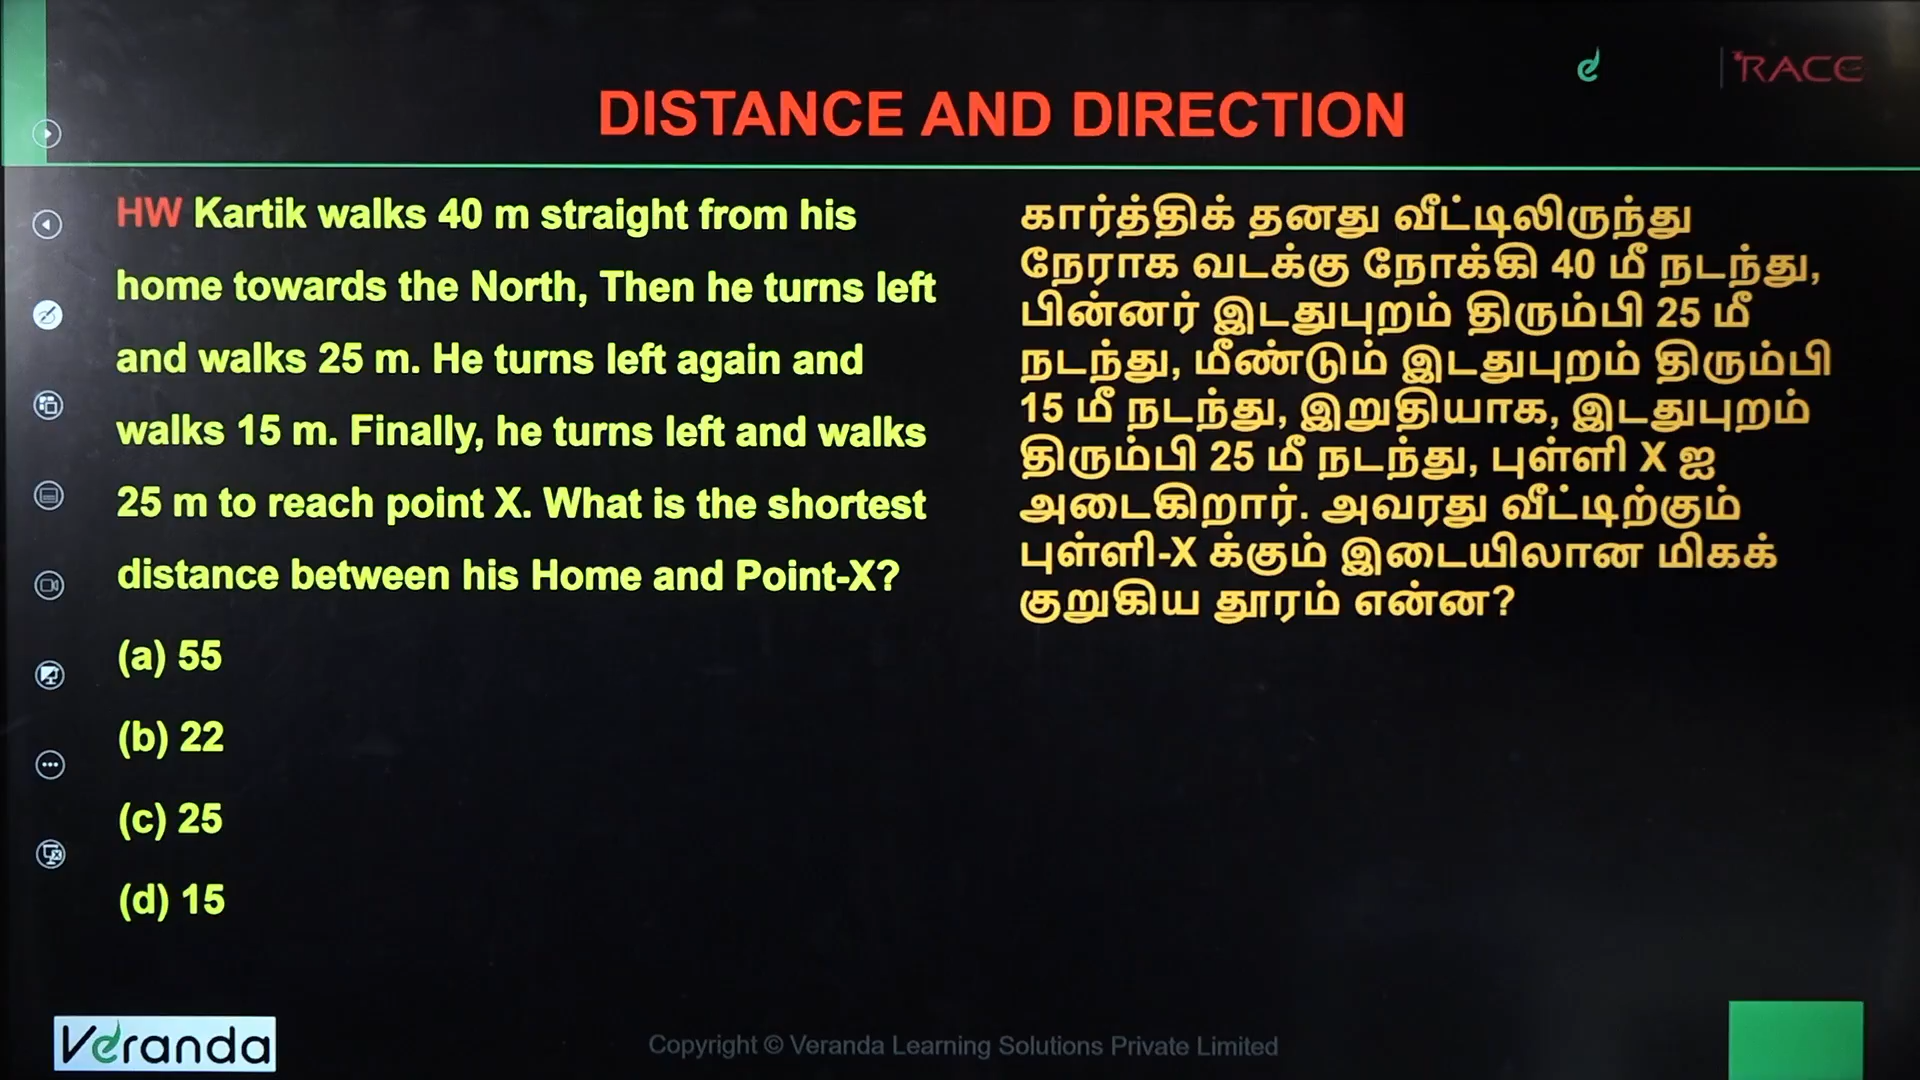 RACE
DISTANCE AND DIRECTION
HW Kartik walks 40 m straight from his
home towards the North, Then he turns left
and walks 25 m. He turns left again and
walks 15 m. Finally, he turns left and walks
25 m to reach point X. What is the shortest
distance between his Home and Point-X?
(a) 55
(b) 22
(c) 25
(d) 15
கார்த்திக் தனது வீட்டிலிருந்து
நேராக வடக்கு நோக்கி 40 மீ நடந்து,
பின்னர் இடதுபுறம் திரும்பி 25 மீ
நடந்து, மீண்டும் இடதுபுறம் திரும்பி
15 மீ நடந்து, இறுதியாக, இடதுபுறம்
திரும்பி 25 மீ நடந்து, புள்ளி X ஐ
அடைகிறார். அவரது வீட்டிற்கும்
புள்ளி-X க்கும் இடையிலான மிகக்
குறுகிய தூரம் என்ன?
Veranda
Copyright © Veranda Learning Solutions Private Limited